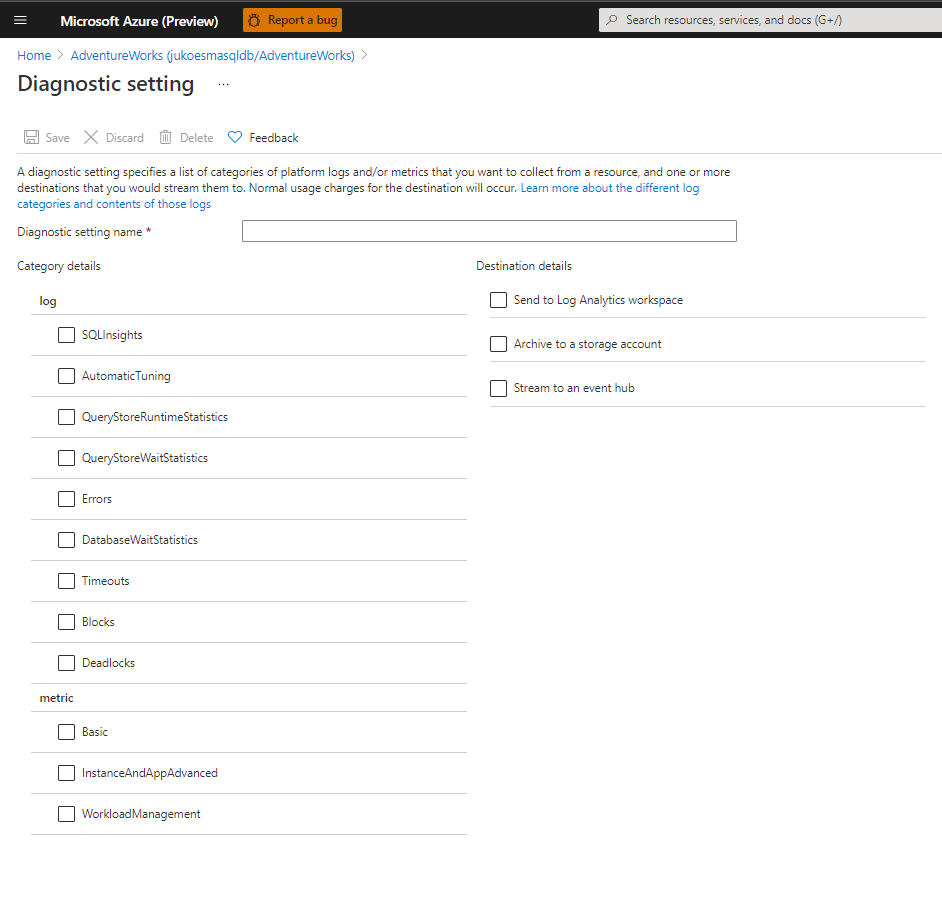 Microsoft Azure (Preview)
Report a bug
Search resources, services, and docs (G+/)
Home > AdventureWorks (jukoesmasqldb/AdventureWorks) >
Diagnostic setting ...
Save
Discard
Delete
Feedback
A diagnostic setting specifies a list of categories of platform logs and/or metrics that you want to collect from a resource, and one or more
destinations that you would stream them to. Normal usage charges for the destination will occur. Learn more about the different log
categories and contents of those logs
Diagnostic setting name *
Category details
log
SQLInsights
AutomaticTuning
QueryStoreRuntimeStatistics
QueryStoreWaitStatistics
Errors
DatabaseWaitStatistics
Timeouts
Blocks
Deadlocks
metric
Basic
InstanceAndAppAdvanced
WorkloadManagement
Destination details
Send to Log Analytics workspace
Archive to a storage account
Stream to an event hub